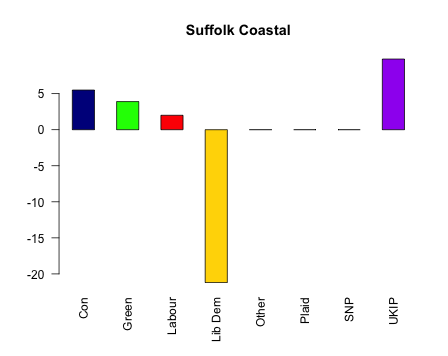 Suffolk Coastal
5
0
-5
-10
-15
-20
Con
Green
Labour
Lib Dem
Other
Plaid
SNP
UKIP